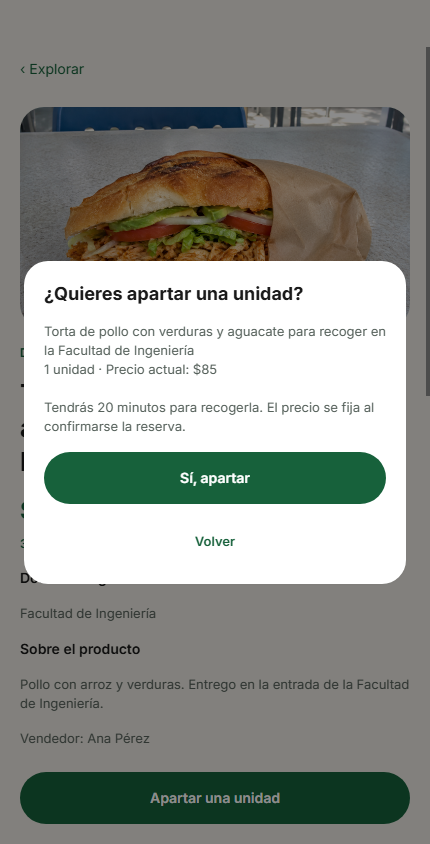 ‹ Explorar
¿Quieres apartar una unidad?
Torta de pollo con verduras y aguacate para recoger en
la Facultad de Ingeniería
1 unidad · Precio actual: $85
Tendrás 20 minutos para recogerla. El precio se fija al
confirmarse la reserva.
Sí, apartar
Volver
Facultad de Ingeniería
Sobre el producto
Pollo con arroz y verduras. Entrego en la entrada de la Facultad
de Ingeniería.
Vendedor: Ana Pérez
Apartar una unidad